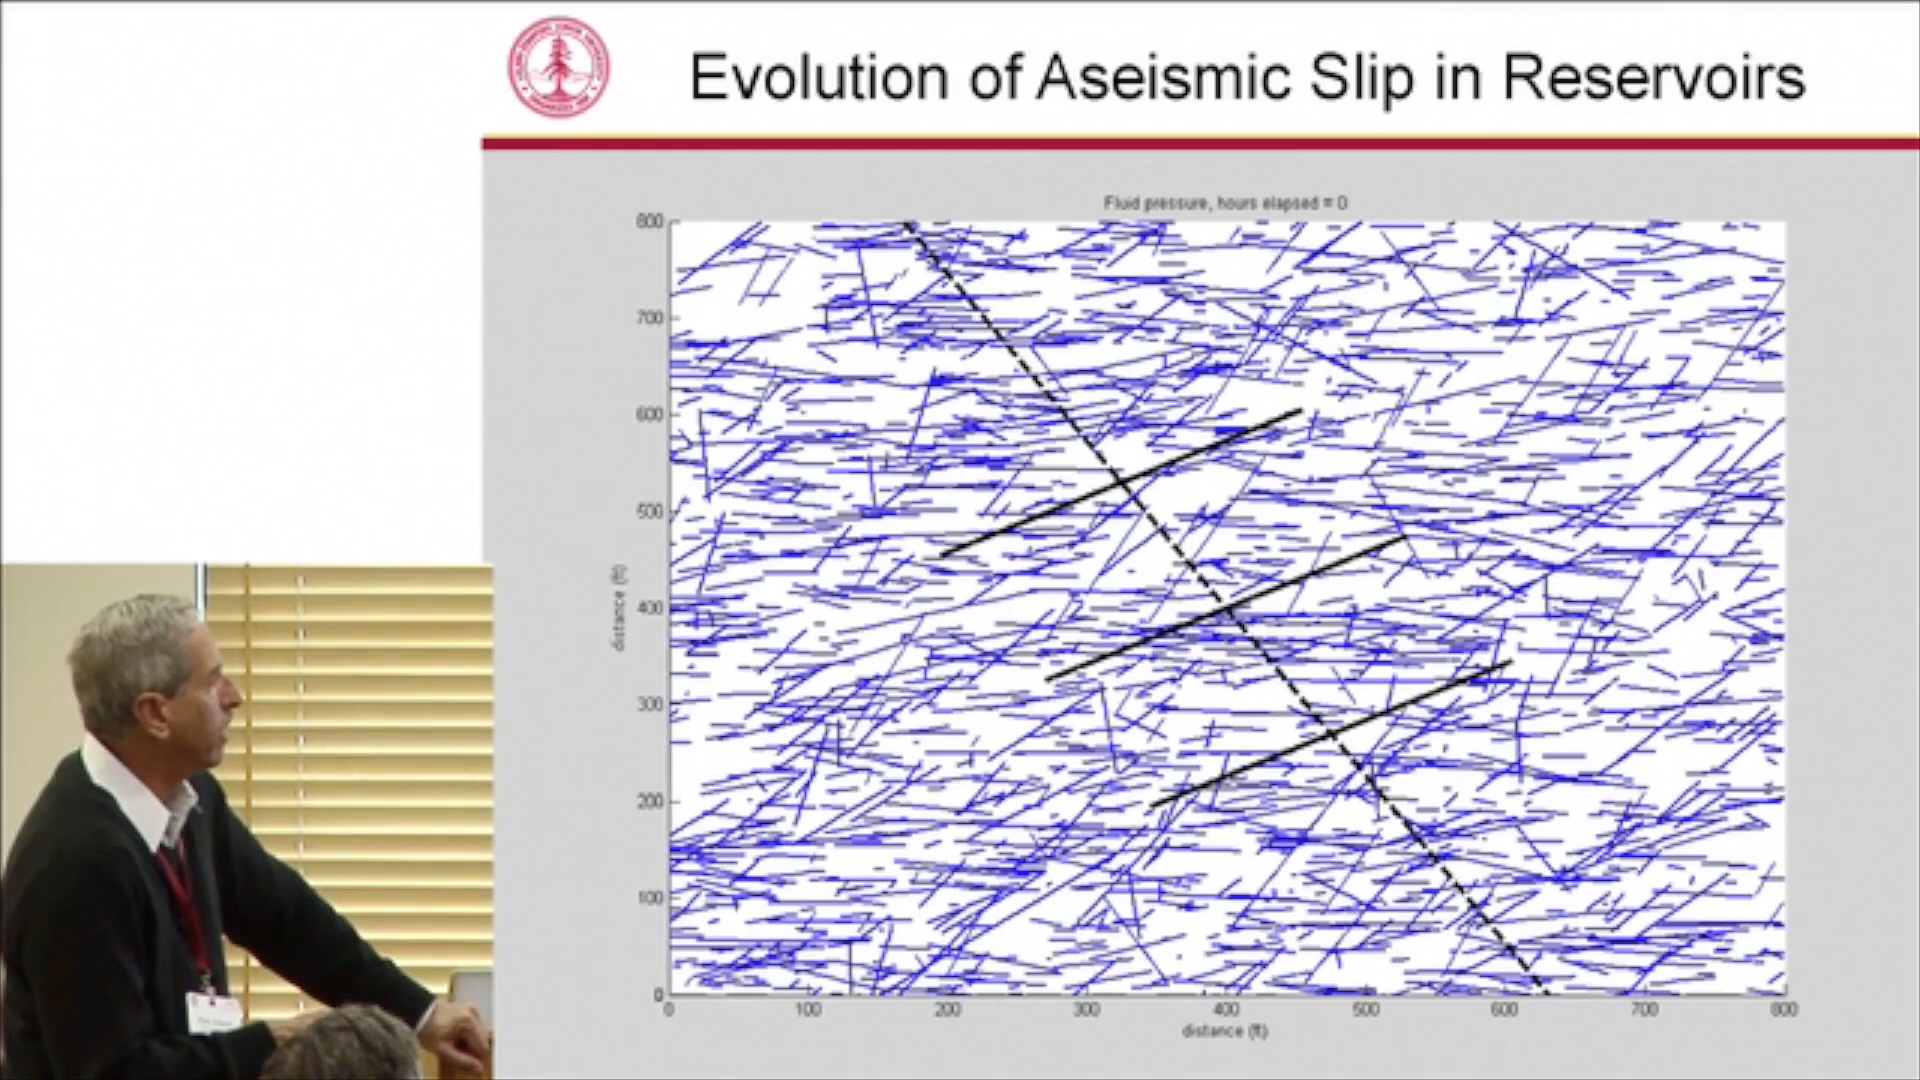 Evolution of Aseismic Slip in Reservoirs
Fluid pressure, hours elapsed = 0
800
700
600
500
400
300
200
100
0
distance (ft)
0 100 200 300 400 500 600 700 800
distance (ft)